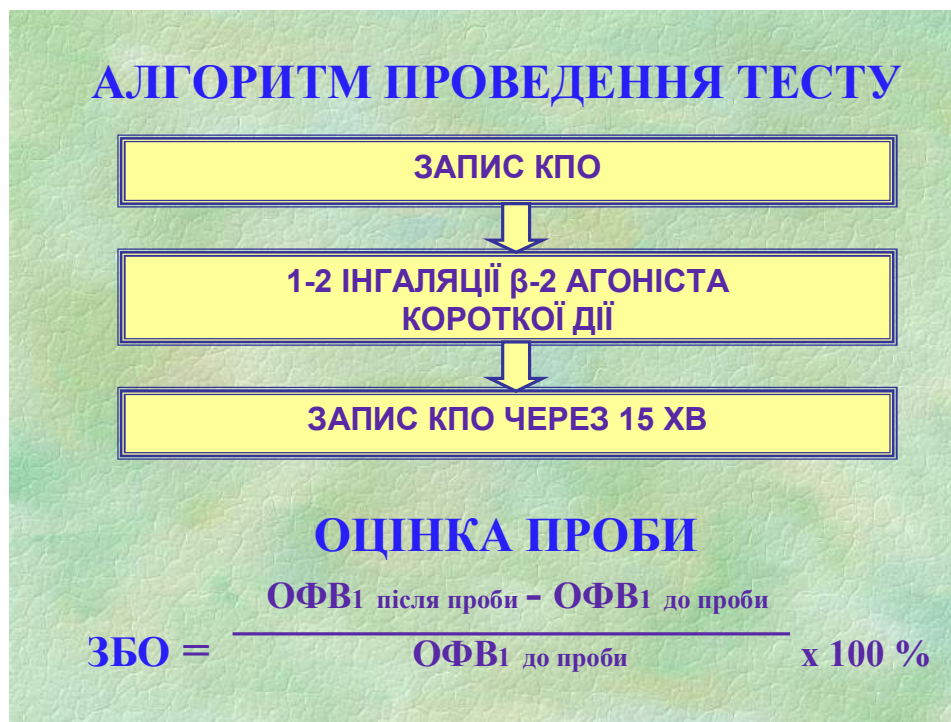 АЛГОРИТМ ПРОВЕДЕННЯ ТЕСТУ
ЗАПИС КПО
1-2 ІНГАЛЯЦІЇ β-2 АГОНІСТА
КОРОТКОЇ ДІЇ
ЗАПИС КПО ЧЕРЕЗ 15 ХВ
ОЦІНКА ПРОБИ
ОФВ1 після проби - ОФВ1 до проби
ЗБО =
ОФВ1 до проби
х 100 %